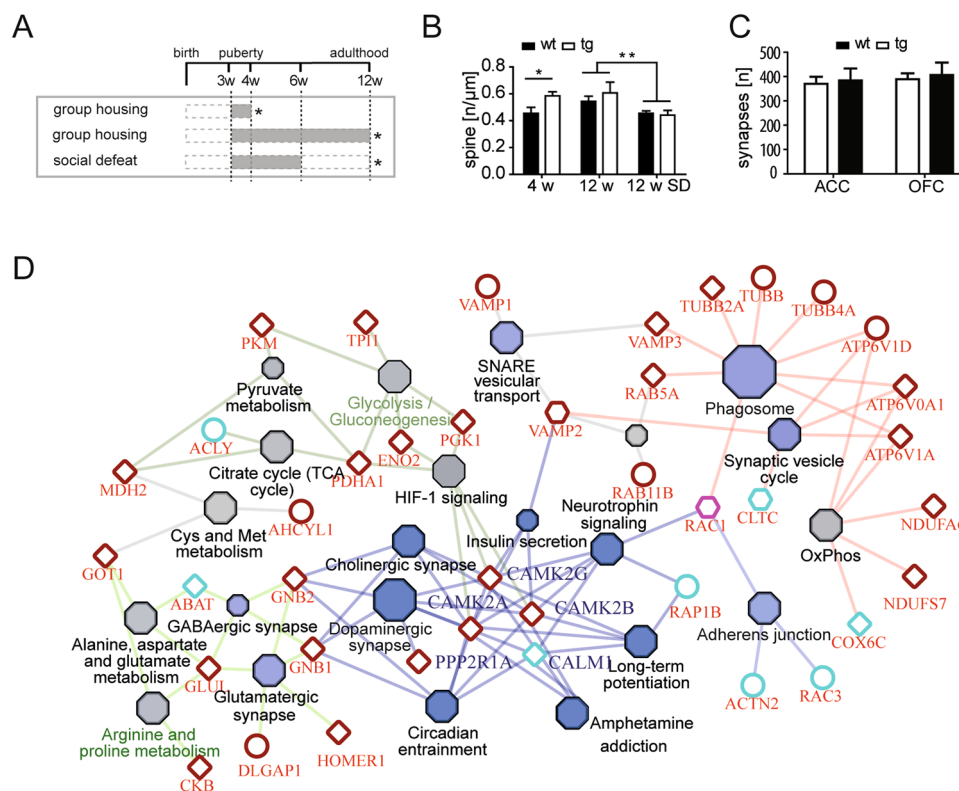 A
birth
puberty
adulthood
3w
4w
6w
12w
group housing
*
group housing
*
social defeat
*
B
wt
tg
spine [n/µm]
0.8
0.6
0.4
0.2
0.0
*
**
4 w
12 w
12 w SD
C
wt
tg
synapses [n]
500
400
300
200
100
0
ACC
OFC
D
VAMP1
TUBB2A
TUBB
TUBB4A
PKM
TPI1
VAMP3
ATP6V1D
SNARE
vesicular
transport
Pyruvate
metabolism
RAB5A
Phagosome
ATP6V0A1
Glycolysis /
Gluconeogenesi
PGK1
VAMP2
ATP6V1A
ACLY
ENO2
Synaptic vesicle
cycle
Citrate cycle (TCA
cycle)
PDHA1
MDH2
HIF-1 signaling
RAB11B
Cys and Met
metabolism
AHCYL1
Insulin secretion
Neurotrophin
signaling
RAC1
CLTC
OxPhos
NDUFA6
GOT1
Cholinergic synapse
CAMK2G
ABAT
GNB2
CAMK2A
CAMK2B
RAP1B
NDUFS7
GABAergic synapse
Dopaminergic
synapse
Adherens junction
COX6C
Alanine, aspartate
and glutamate
metabolism
GNB1
PPP2R1A
CALM1
Long-term
potentiation
GLUL
Glutamatergic
synapse
ACTN2
RAC3
Arginine and
proline metabolism
Circadian
entrainment
Amphetamine
addiction
CKB
DLGAP1
HOMER1